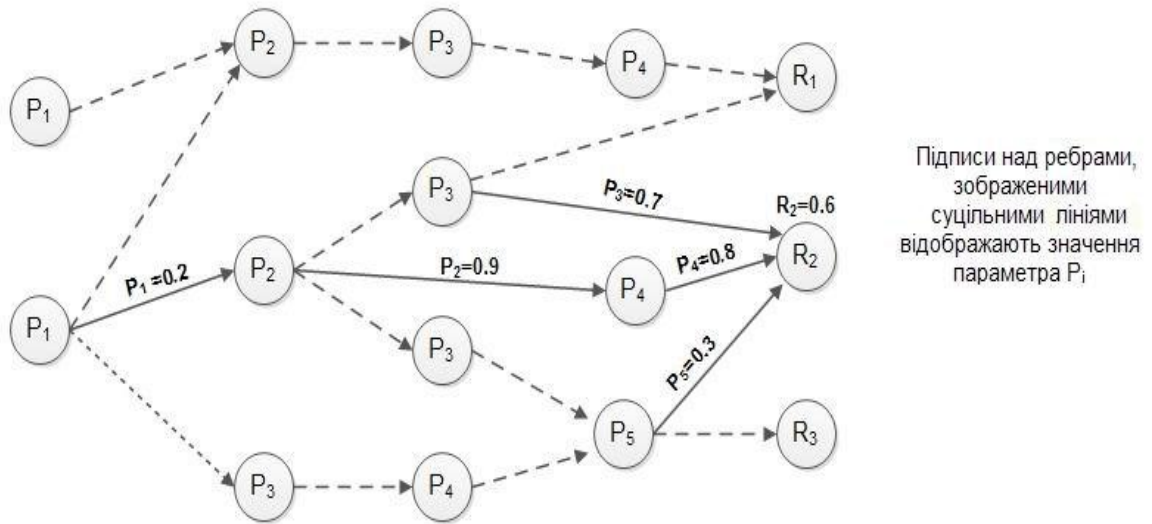 P₂
P₃
P₄
R₁
P₁
P₃
P₃=0.7
R₂=0.6
P₁=0.2
P₂
P₂=0.9
P₄
P₄=0.8
R₂
P₁
P₃
P₅=0.3
P₅
R₃
P₃
P₄
Підписи над ребрами,
зображеними
суцільними лініями
відображають значення
параметра Pᵢ